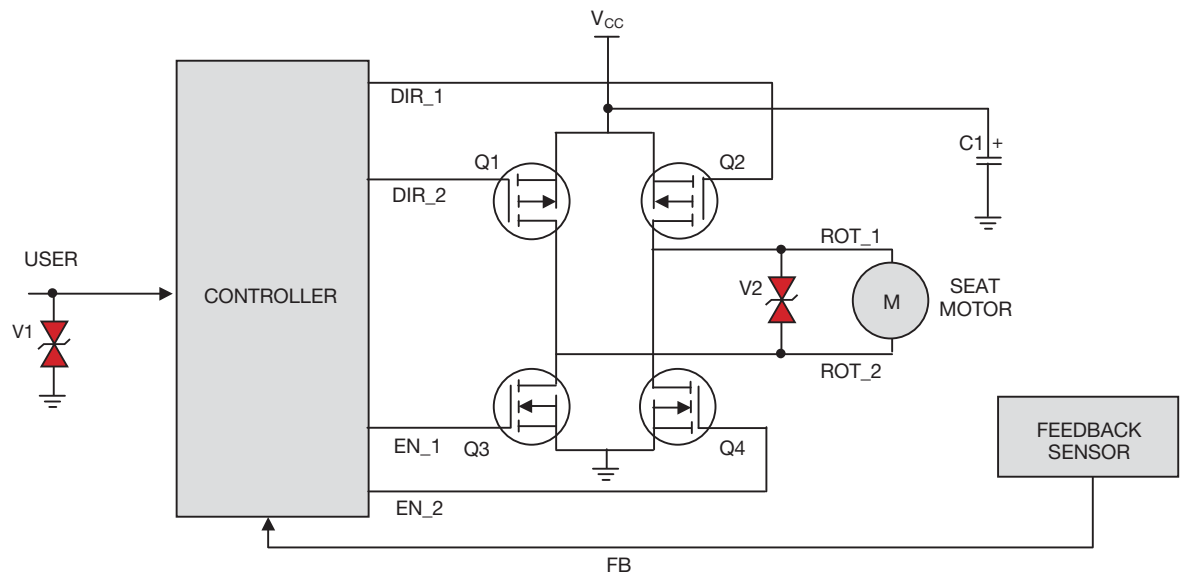 VCC
DIR_1
C1 +
Q1
Q2
DIR_2
ROT_1
USER
CONTROLLER
V2
M
SEAT
MOTOR
V1
ROT_2
FEEDBACK
SENSOR
EN_1
Q3
Q4
EN_2
FB